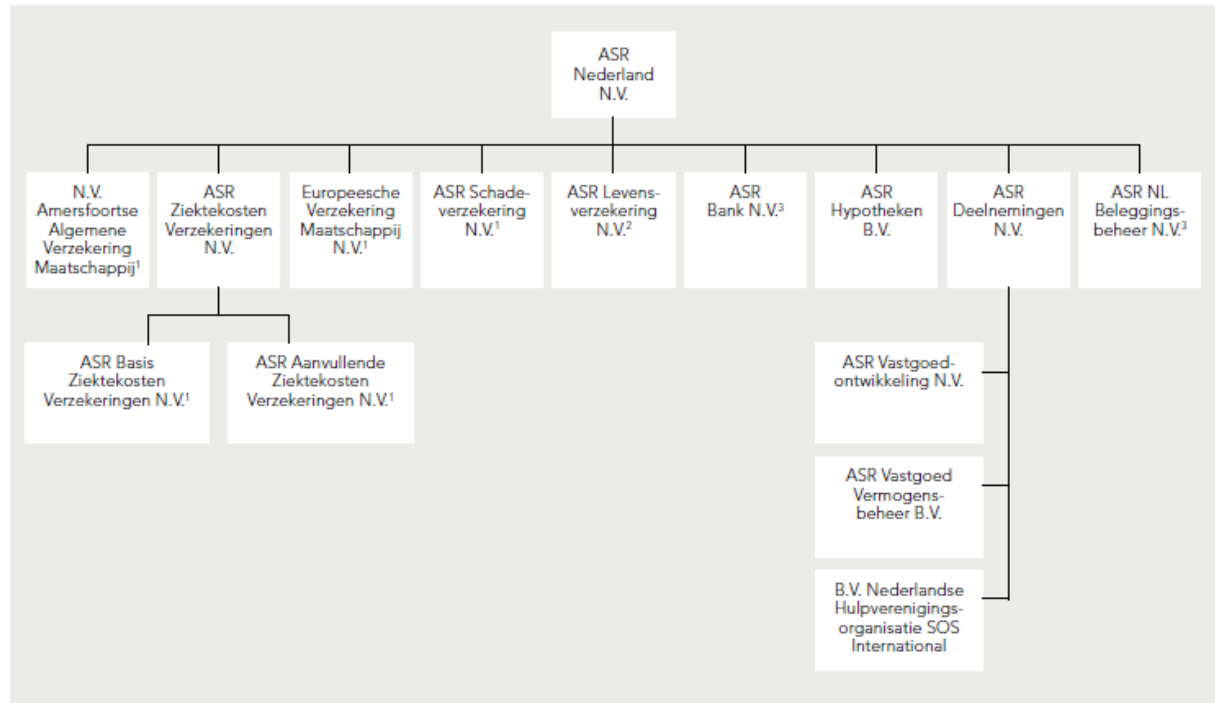 ASR
Nederland
N.V.
N.V.
Amersfoortse
Algemene
Verzekering
Maatschappij¹
ASR
Ziektekosten
Verzekeringen
N.V.
Europeesche
Verzekering
Maatschappij
N.V.¹
ASR Schade-
verzekering
N.V.¹
ASR Levens-
verzekering
N.V.²
ASR
Bank N.V.³
ASR
Hypotheken
B.V.
ASR
Deelnemingen
N.V.
ASR NL
Beleggings-
beheer N.V.³
ASR Basis
Ziektekosten
Verzekeringen N.V.¹
ASR Aanvullende
Ziektekosten
Verzekeringen N.V.¹
ASR Vastgoed-
ontwikkeling N.V.
ASR Vastgoed
Vermogens-
beheer B.V.
B.V. Nederlandse
Hulpverenigings-
organisatie SOS
International